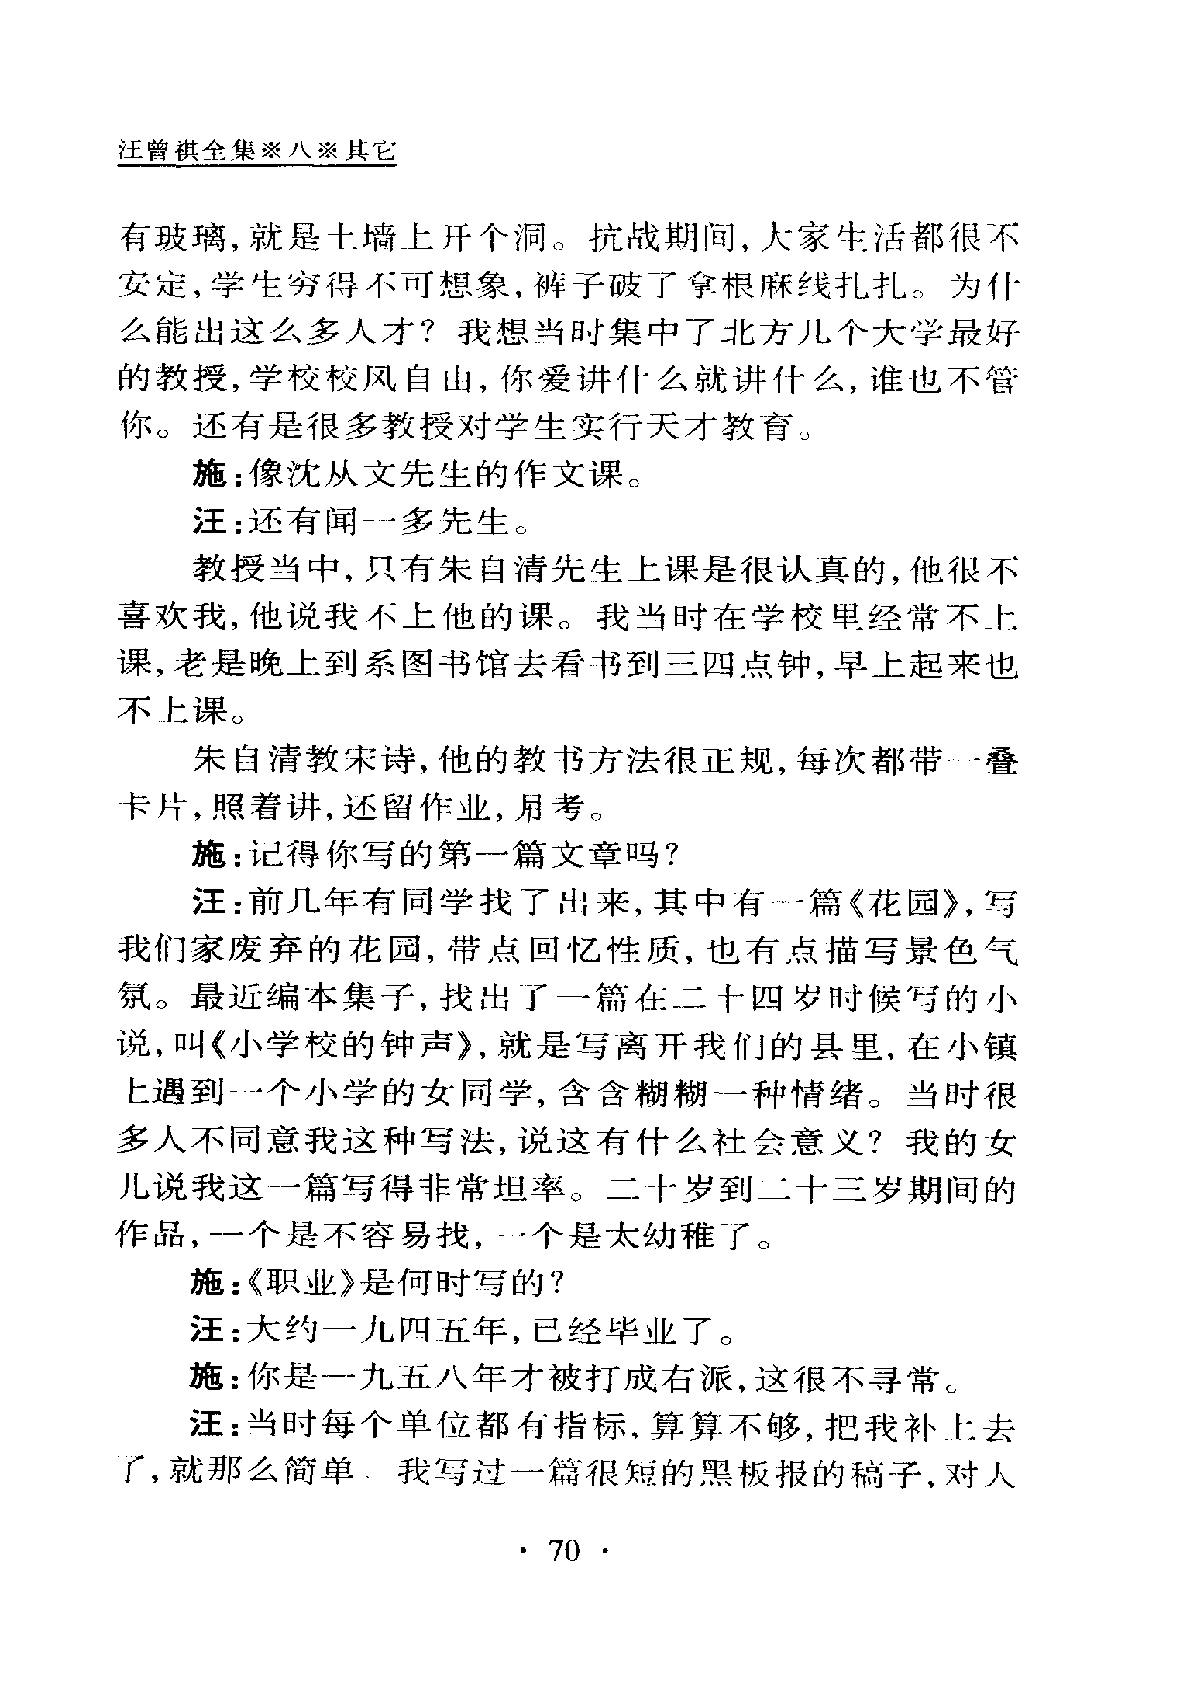 汪曾祺全集※八※其它
有玻璃,就是土墙上开个洞。抗战期间,大家生活都很不
安定,学生穷得不可想象,裤子破了拿根麻线扎扎。为什
么能出这么多人才？我想当时集中了北方几个大学最好
的教授,学校校风自由,你爱讲什么就讲什么,谁也不管
你。还有是很多教授对学生实行天才教育。
施:像沈从文先生的作文课。
汪:还有闻一多先生。
教授当中,只有朱自清先生上课是很认真的,他很不
喜欢我,他说我不上他的课。我当时在学校里经常不上
课,老是晚上到系图书馆去看书到三四点钟,早上起来也
不上课。
朱自清教宋诗,他的教书方法很正规,每次都带一叠
卡片,照着讲,还留作业,月考。
施:记得你写的第一篇文章吗？
汪:前几年有同学找了出来,其中有一篇《花园》,写
我们家废弃的花园,带点回忆性质,也有点描写景色气
氛。最近编本集子,找出了一篇在二十四岁时候写的小
说,叫《小学校的钟声》,就是写离开我们的县里,在小镇
上遇到一个小学的女同学,含含糊糊一种情绪。当时很
多人不同意我这种写法,说这有什么社会意义？我的女
儿说我这一篇写得非常坦率。二十岁到二十三岁期间的
作品,一个是不容易找,一个是太幼稚了。
施:《职业》是何时写的？
汪:大约一九四五年,已经毕业了。
施:你是一九五八年才被打成右派,这很不寻常。
汪:当时每个单位都有指标,算算不够,把我补上去
了,就那么简单。我写过一篇很短的黑板报的稿子,对人
· 70 ·